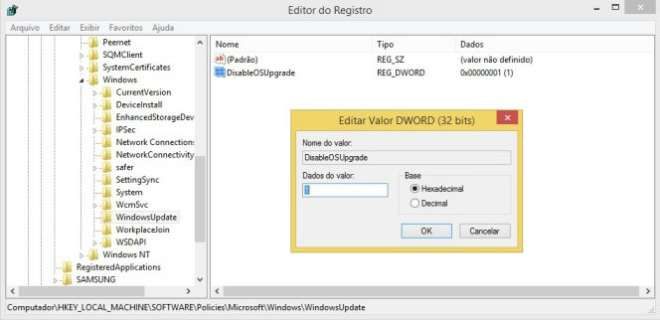 Editor do Registro
Arquivo Editar Exibir Favoritos Ajuda
Peernet
SQMClient
SystemCertificates
Windows
CurrentVersion
DeviceInstall
EnhancedStorageDev
IPSec
Network Connections
NetworkConnectivity
safer
SettingSync
System
WcmSvc
WindowsUpdate
WorkplaceJoin
WSDAPI
Windows NT
RegisteredApplications
SAMSUNG
Nome Tipo Dados
ab (Padrão) REG_SZ (valor não definido)
DisableOSUpgrade REG_DWORD 0x00000001 (1)
Editar Valor DWORD (32 bits)
Nome do valor:
DisableOSUpgrade
Dados do valor:
1
Base
Hexadecimal
Decimal
OK Cancelar
Computador\HKEY_LOCAL_MACHINE\SOFTWARE\Policies\Microsoft\Windows\WindowsUpdate